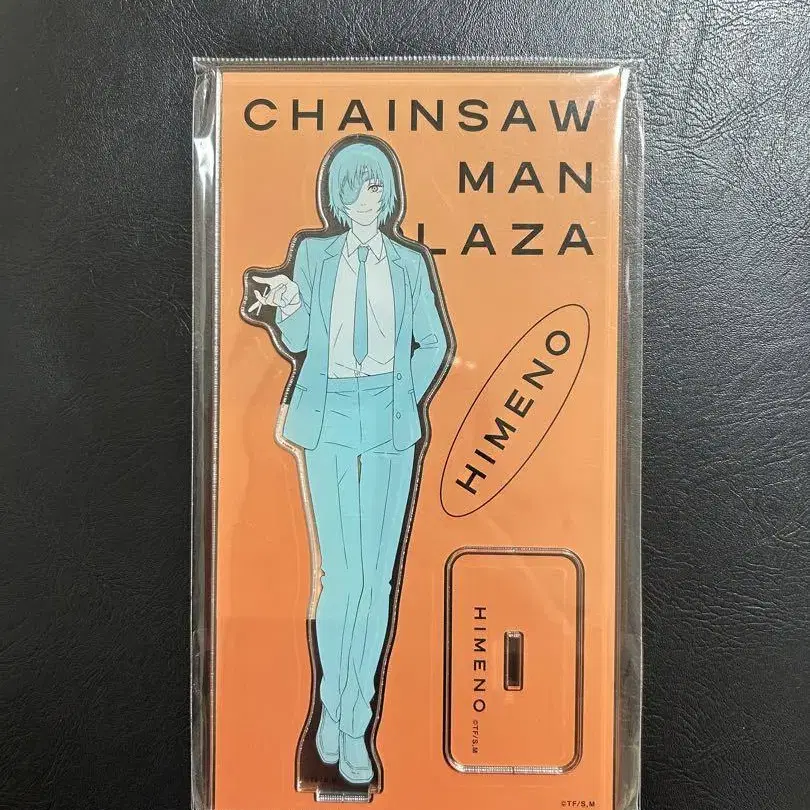 CHAINSAW
MAN
LAZA
HIMENO
HIMENO
©TF/S,M
©TF/S,M